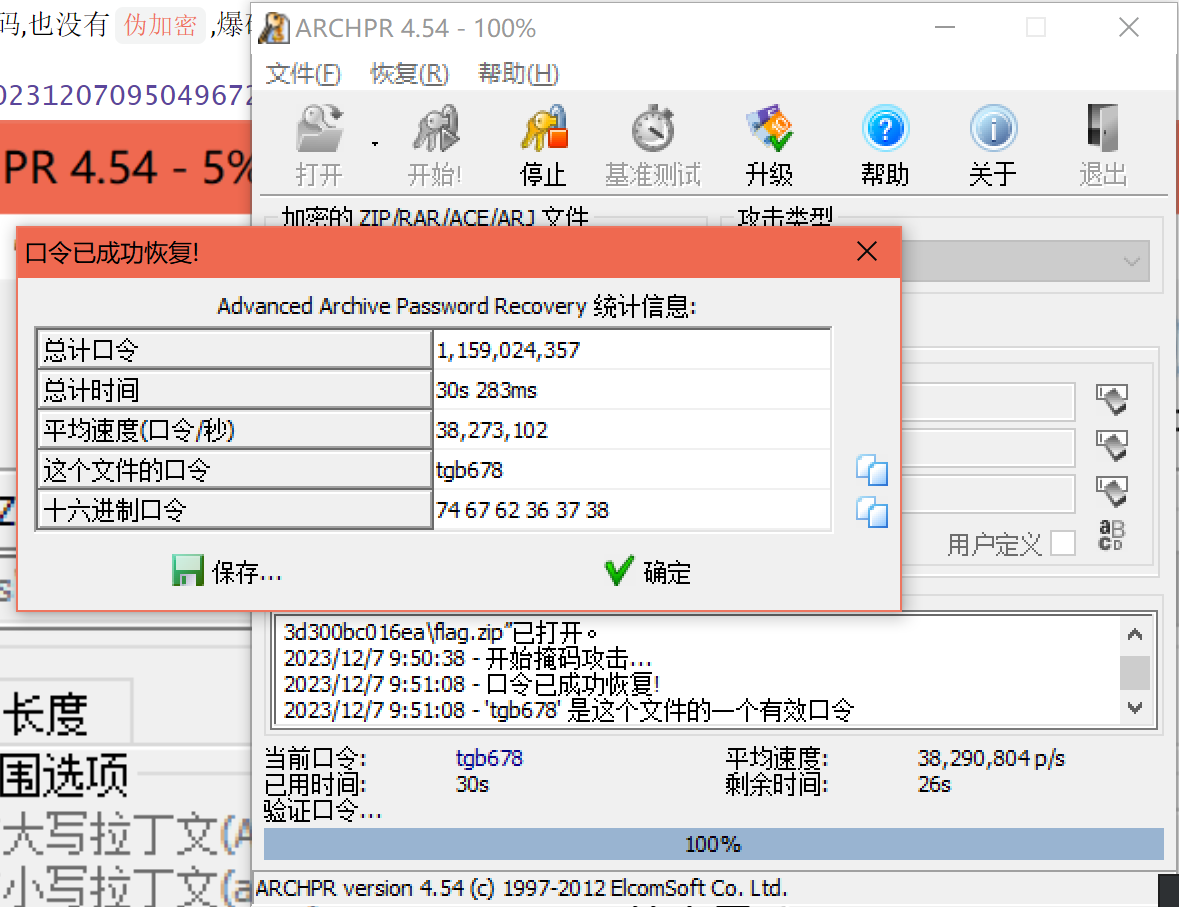 码,也没有 伪加密 ,爆
ARCHPR 4.54 - 100%
文件(F) 恢复(R) 帮助(H)
0231207095049672
PR 4.54 - 5%
打开 开始! 停止 基准测试 升级 帮助 关于 退出
加密的 ZIP/RAR/ACE/ARJ 文件 攻击类型
口令已成功恢复!
Advanced Archive Password Recovery 统计信息:
总计口令 1,159,024,357
总计时间 30s 283ms
平均速度(口令/秒) 38,273,102
这个文件的口令 tgb678
十六进制口令 74 67 62 36 37 38
用户定义
保存... 确定
3d300bc016ea\flag.zip"已打开。
2023/12/7 9:50:38 - 开始掩码攻击...
2023/12/7 9:51:08 - 口令已成功恢复!
2023/12/7 9:51:08 - 'tgb678' 是这个文件的一个有效口令
长度
围选项
大写拉丁文(A
小写拉丁文(a
当前口令: tgb678 平均速度: 38,290,804 p/s
已用时间: 30s 剩余时间: 26s
验证口令...
100%
ARCHPR version 4.54 (c) 1997-2012 ElcomSoft Co. Ltd.